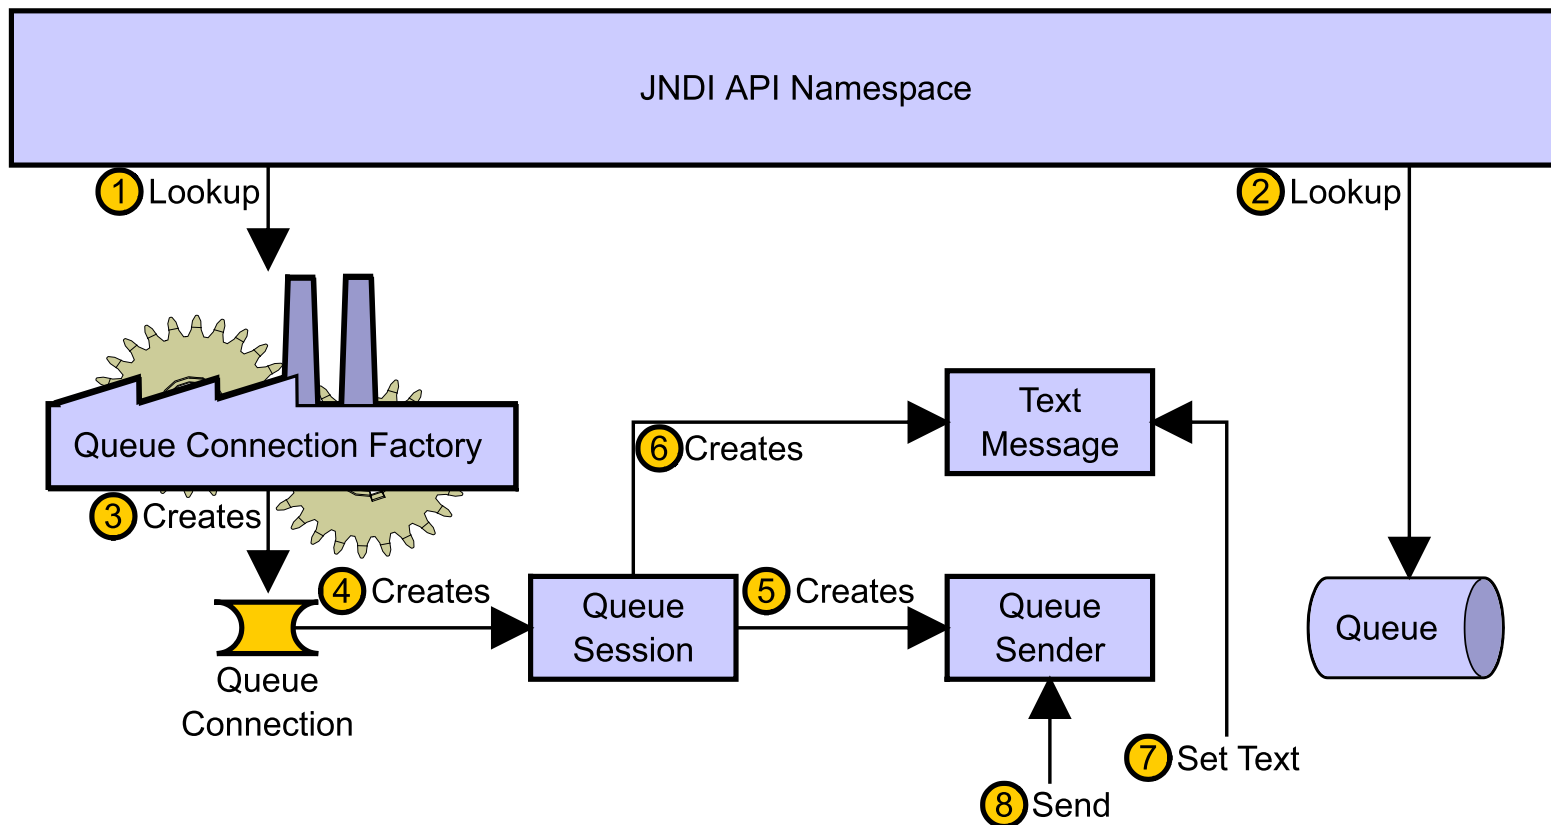 JNDI API Namespace
1 Lookup
2 Lookup
Queue Connection Factory
3 Creates
Text
Message
6 Creates
4 Creates
5 Creates
Queue
Session
Queue
Sender
Queue
Queue
Connection
7 Set Text
8 Send